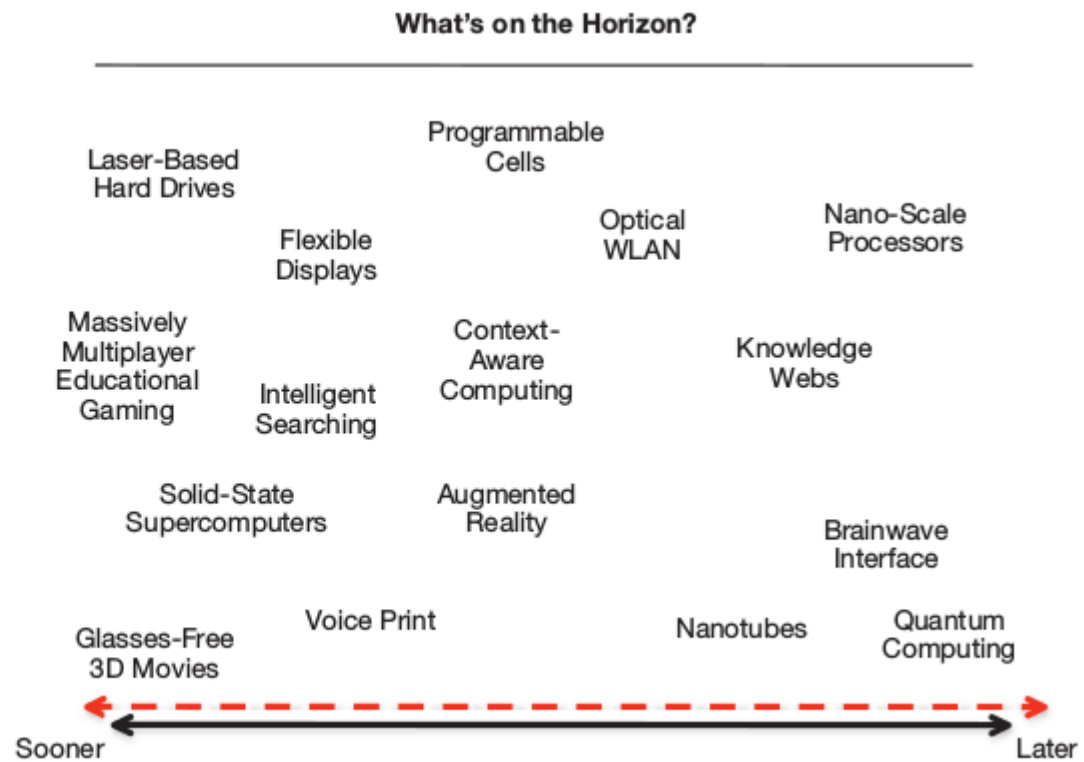 What's on the Horizon?
Programmable
Cells
Laser-Based
Hard Drives
Optical
WLAN
Nano-Scale
Processors
Flexible
Displays
Massively
Multiplayer
Educational
Gaming
Context-
Aware
Computing
Knowledge
Webs
Intelligent
Searching
Solid-State
Supercomputers
Augmented
Reality
Brainwave
Interface
Voice Print
Glasses-Free
3D Movies
Nanotubes
Quantum
Computing
Sooner
Later